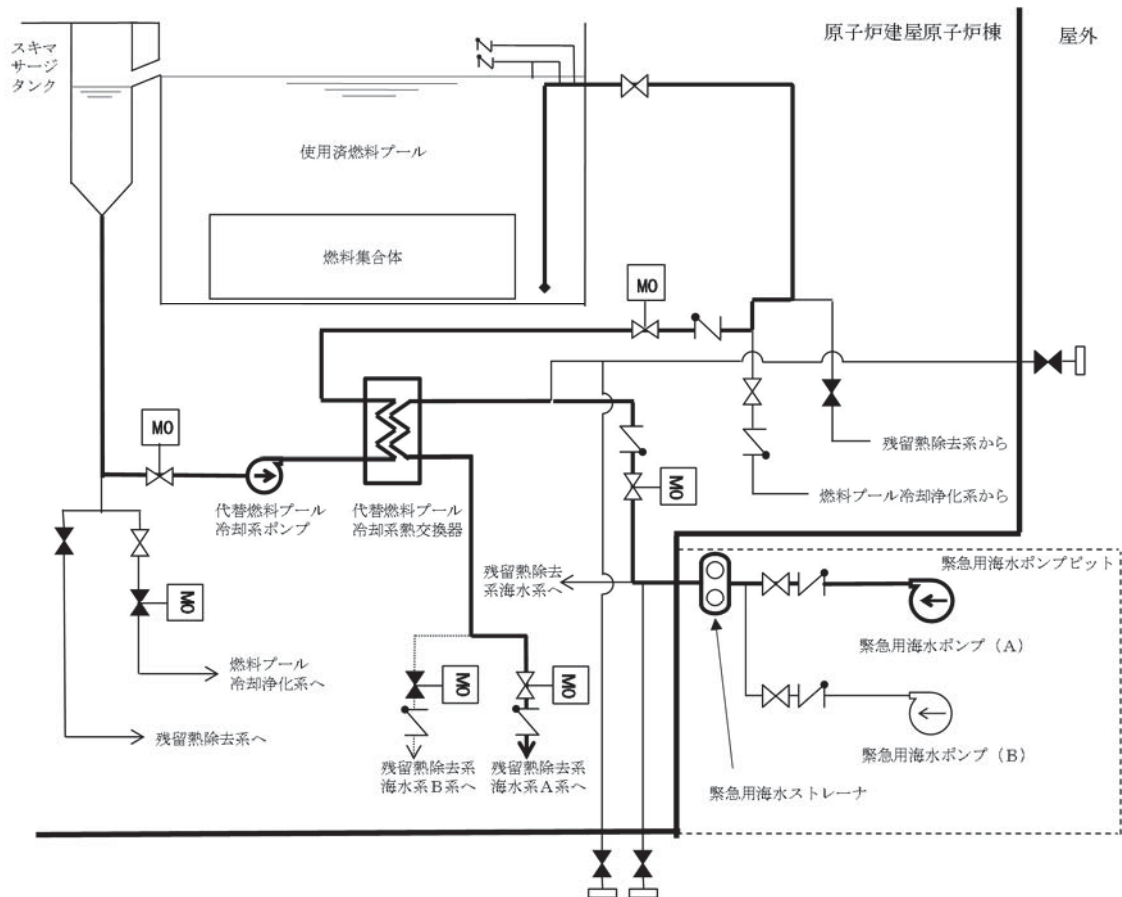 スキマ
サージ
タンク
原子炉建屋原子炉棟
屋外
使用済燃料プール
燃料集合体
MO
MO
代替燃料プール
冷却系ポンプ
代替燃料プール
冷却系熱交換器
MO
残留熱除去系から
燃料プール冷却浄化系から
残留熱除去
系海水系へ
緊急用海水ポンプピット
緊急用海水ポンプ（A）
MO
燃料プール
冷却浄化系へ
MO
MO
残留熱除去系へ
残留熱除去系
海水系B系へ
残留熱除去系
海水系A系へ
緊急用海水ポンプ（B）
緊急用海水ストレーナ